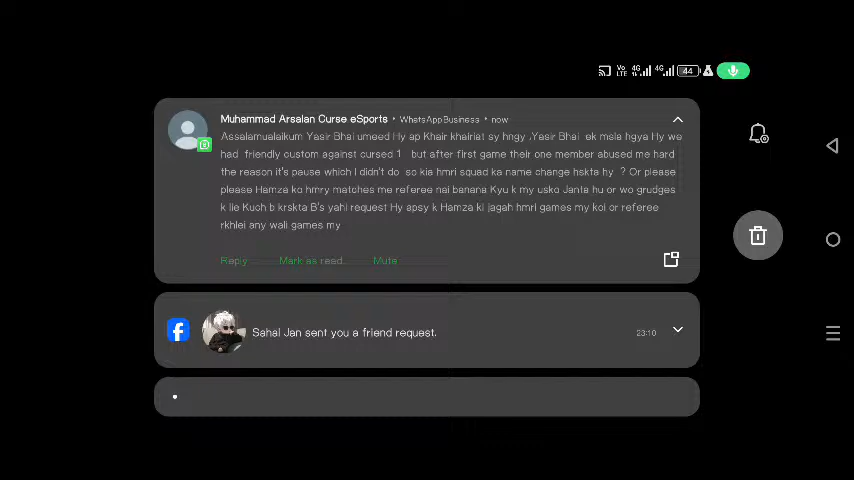 Vo LTE 4G 4G 44
Muhammad Arsalan Curse eSports • WhatsAppBusiness • now
Assalamualaikum Yasir Bhai umeed Hy ap Khair khairiat sy hngy .Yasir Bhai ek msla hgya Hy we
had friendly custom against cursed 1 but after first game their one member abused me hard
the reason it's pause which I didn't do so kia hmri squad ka name change hskta hy ? Or please
please Hamza ko hmry matches me referee nai banana Kyu k my usko Janta hu or wo grudges
k lie Kuch b krskta B's yahi request Hy apsy k Hamza ki jagah hmri games my koi or referee
rkhlei any wali games my
Reply Mark as read Mute
Sahal Jan sent you a friend request. 23:10